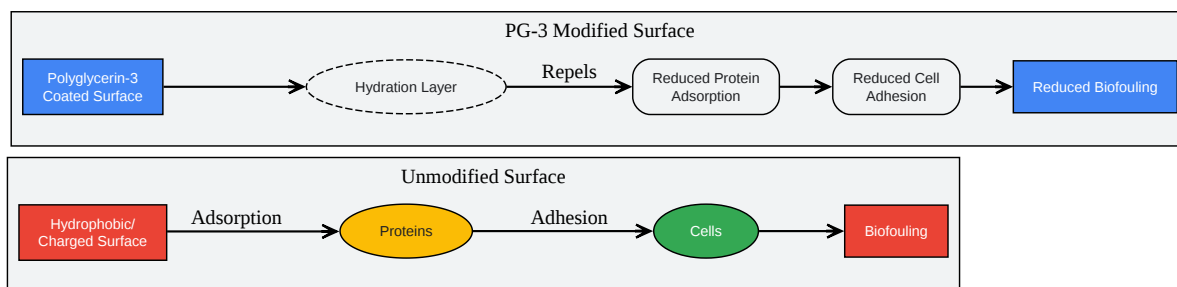 PG-3 Modified Surface
Polyglycerin-3
Coated Surface
Hydration Layer
Repels
Reduced Protein
Adsorption
Reduced Cell
Adhesion
Reduced Biofouling
Unmodified Surface
Hydrophobic/
Charged Surface
Adsorption
Proteins
Adhesion
Cells
Biofouling